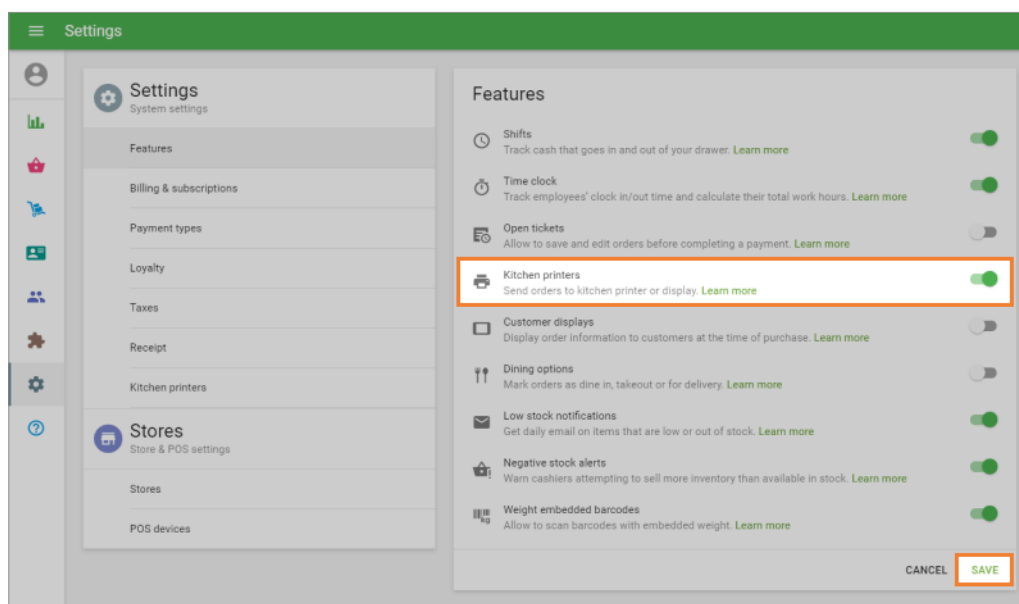 Settings
Settings
System settings
Features
Billing & subscriptions
Payment types
Loyalty
Taxes
Receipt
Kitchen printers
Stores
Store & POS settings
Stores
POS devices
Features
Shifts
Track cash that goes in and out of your drawer. Learn more
Time clock
Track employees' clock in/out time and calculate their total work hours. Learn more
Open tickets
Allow to save and edit orders before completing a payment. Learn more
Kitchen printers
Send orders to kitchen printer or display. Learn more
Customer displays
Display order information to customers at the time of purchase. Learn more
Dining options
Mark orders as dine in, takeout or for delivery. Learn more
Low stock notifications
Get daily email on items that are low or out of stock. Learn more
Negative stock alerts
Warn cashiers attempting to sell more inventory than available in stock. Learn more
kg
Weight embedded barcodes
Allow to scan barcodes with embedded weight. Learn more
CANCEL SAVE